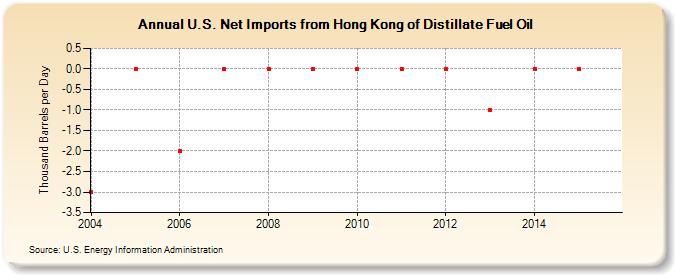 Annual U.S. Net Imports from Hong Kong of Distillate Fuel Oil
Thousand Barrels per Day
0.5
0.0
-0.5
-1.0
-1.5
-2.0
-2.5
-3.0
-3.5
2004 2006 2008 2010 2012 2014
Source: U.S. Energy Information Administration